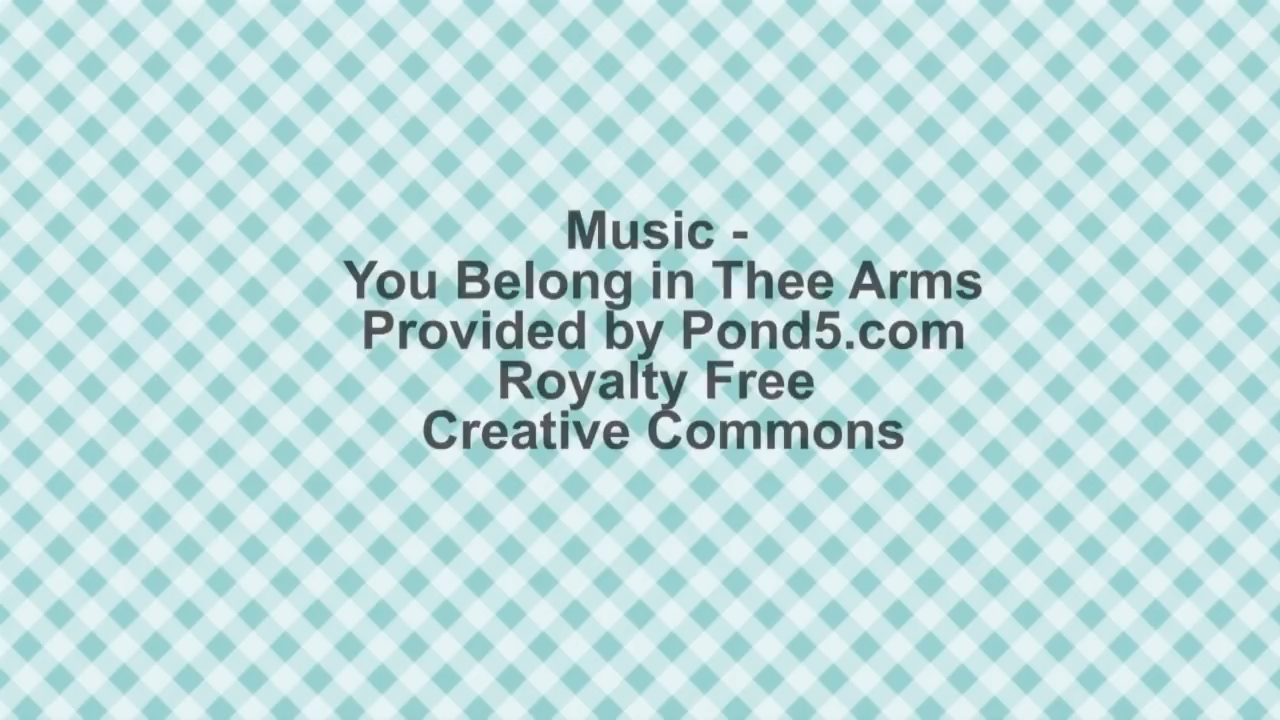 Music -
You Belong in Thee Arms
Provided by Pond5.com
Royalty Free
Creative Commons